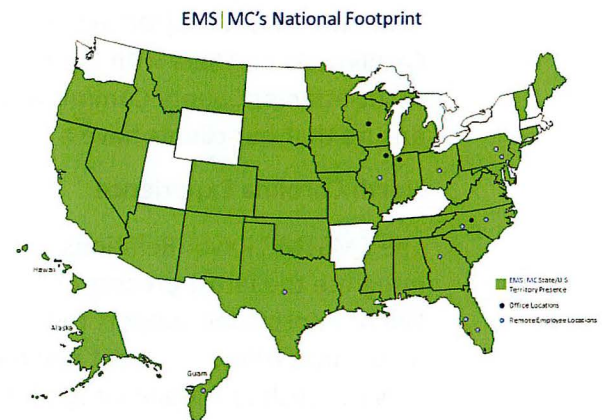 EMS|MC's National Footprint
Hawaii
Alaska
Guam
EMS|MC State/U.S
Territory Presence
Office Locations
Remote Employee Locations